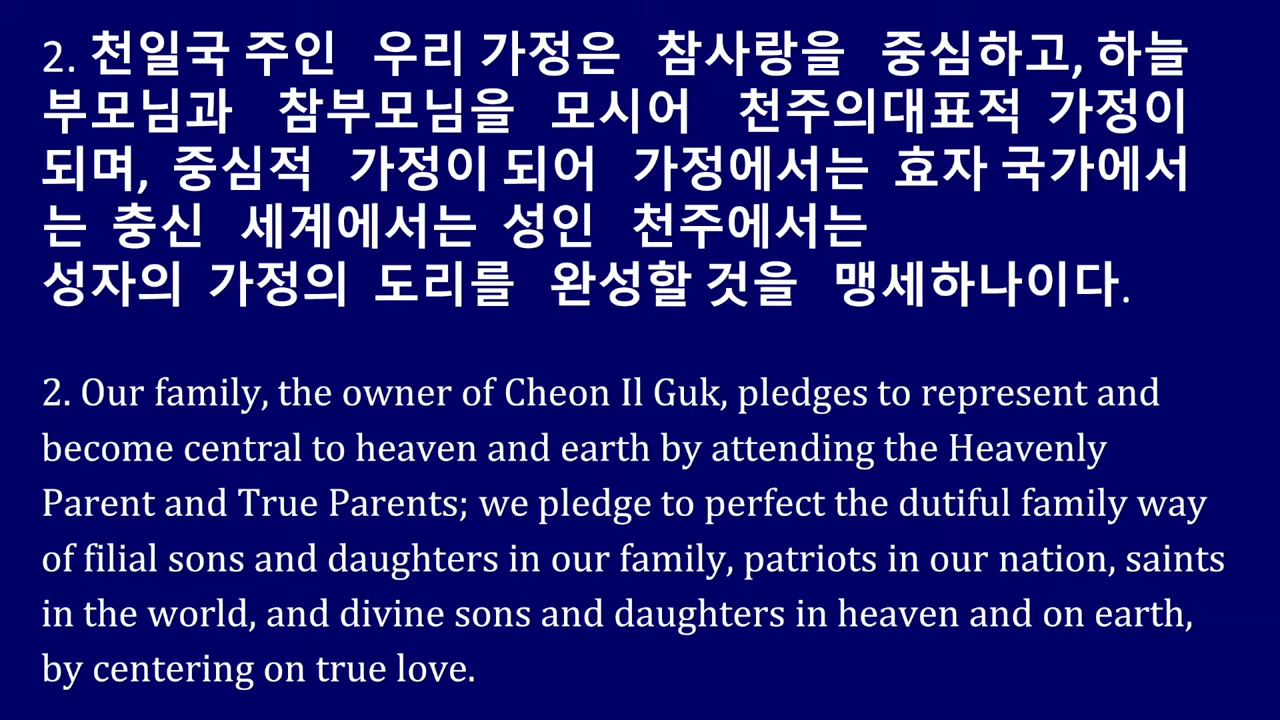 2. 천일국 주인 우리 가정은 참사랑을 중심하고, 하늘
부모님과 참부모님을 모시어 천주의대표적 가정이
되며, 중심적 가정이 되어 가정에서는 효자 국가에서
는 충신 세계에서는 성인 천주에서는
성자의 가정의 도리를 완성할 것을 맹세하나이다.
2. Our family, the owner of Cheon Il Guk, pledges to represent and
become central to heaven and earth by attending the Heavenly
Parent and True Parents; we pledge to perfect the dutiful family way
of filial sons and daughters in our family, patriots in our nation, saints
in the world, and divine sons and daughters in heaven and on earth,
by centering on true love.